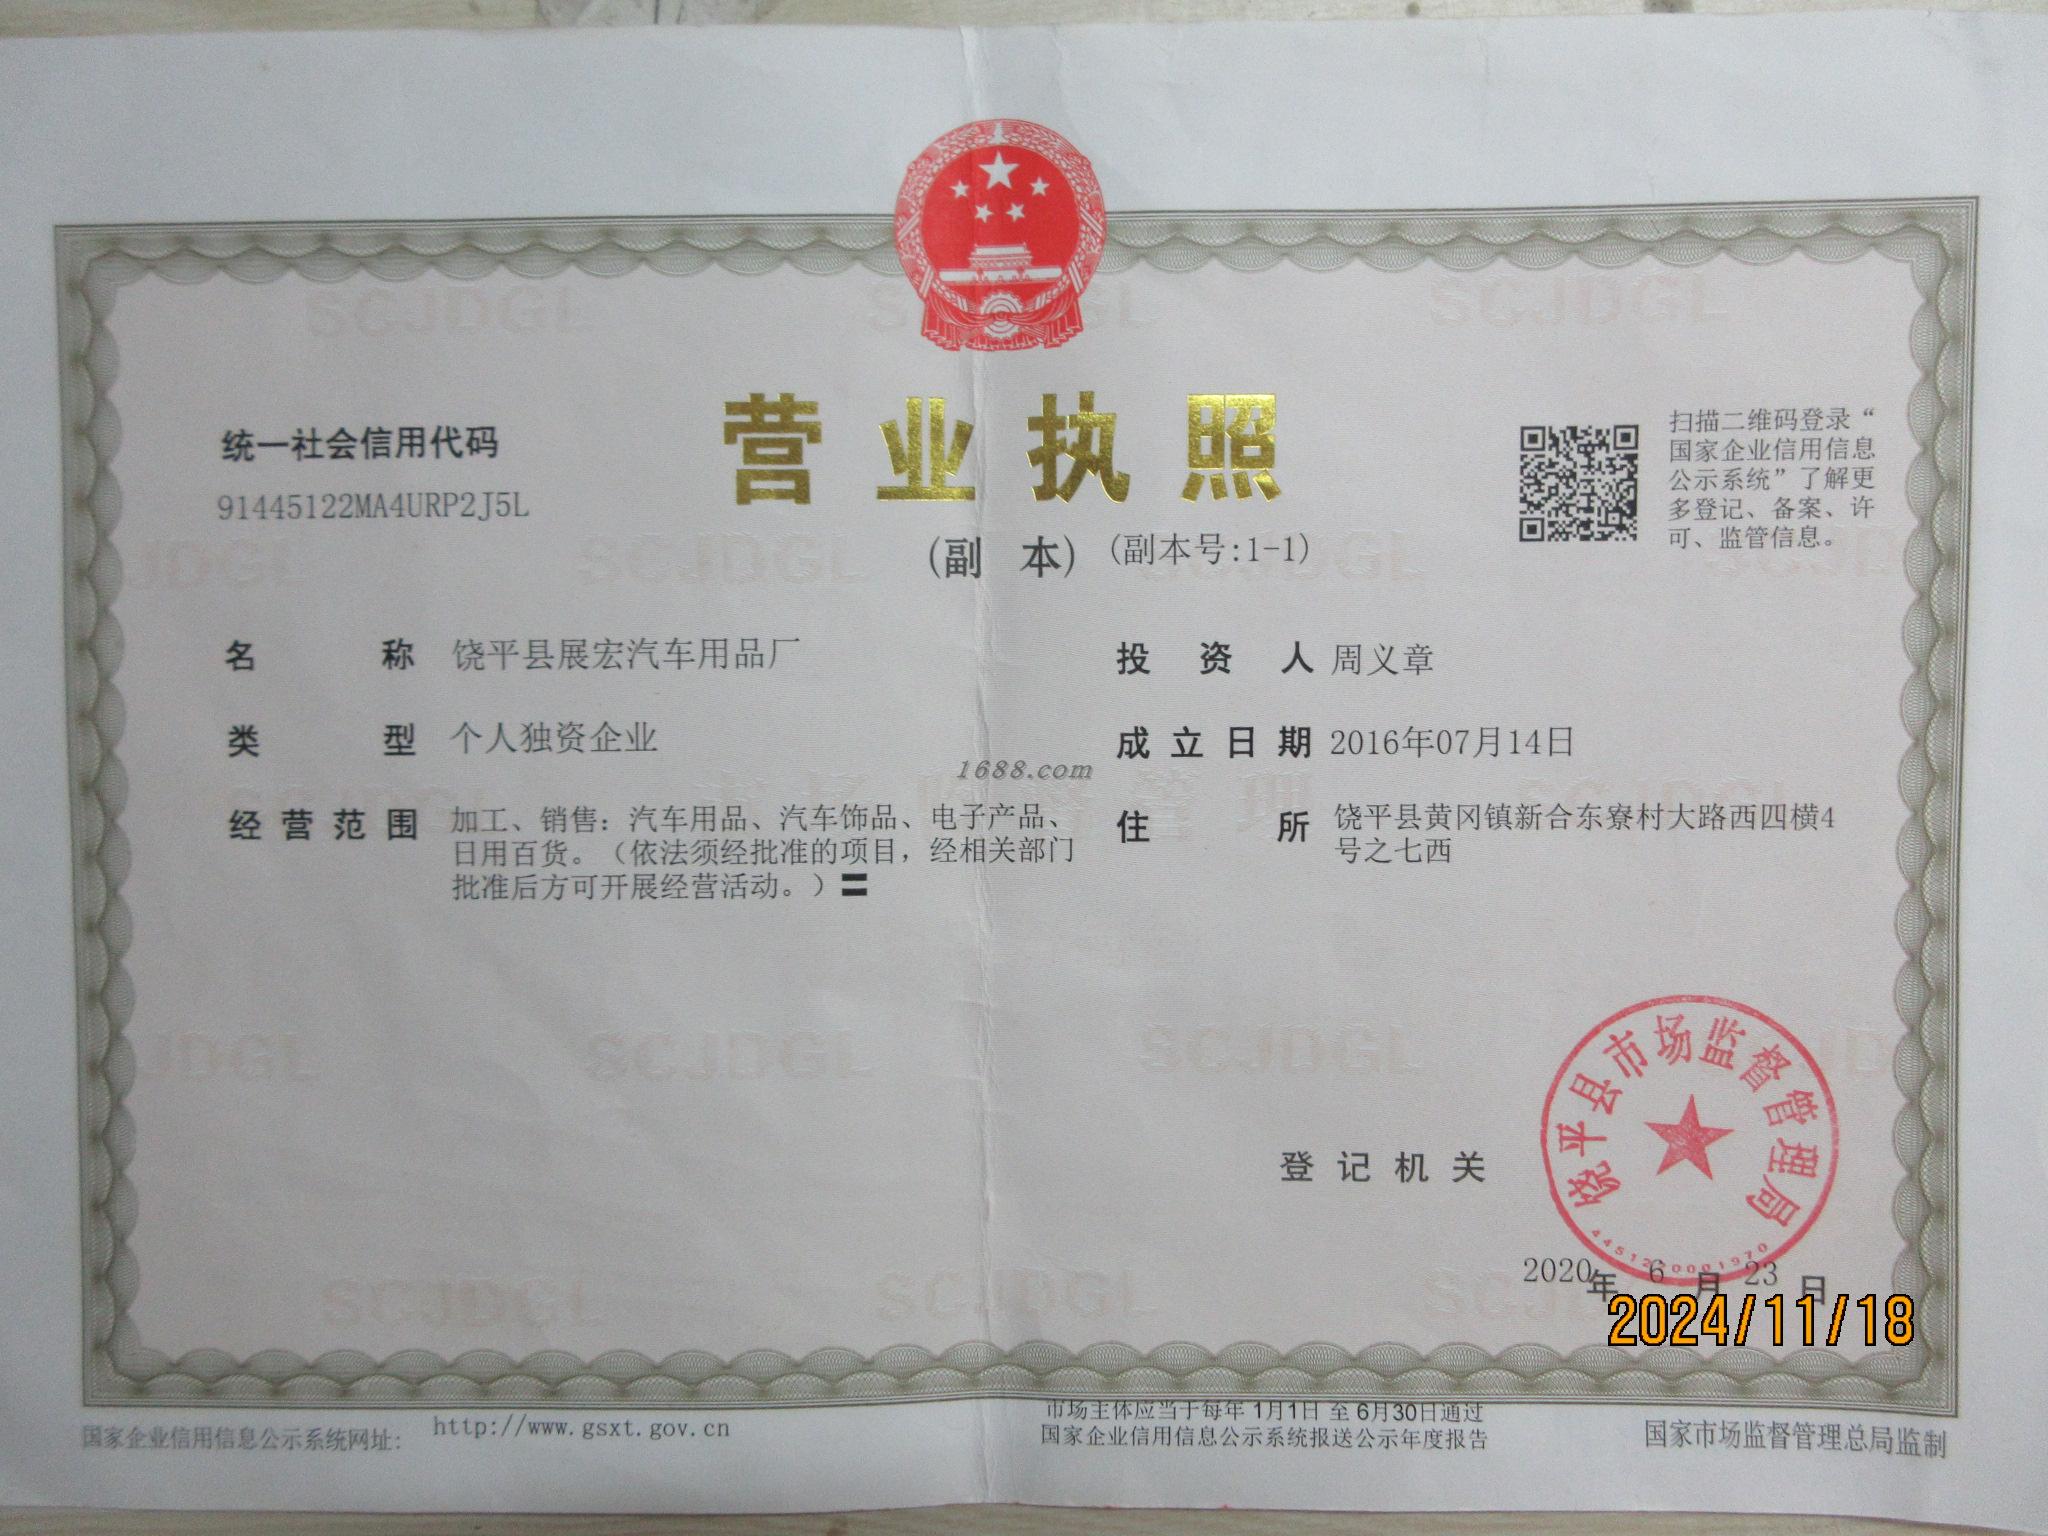 营业执照
(副 本) (副本号:1-1)
统一社会信用代码
91445122MA4URP2J5L
扫描二维码登录“
国家企业信用信息
公示系统”了解更
多登记、备案、许
可、监管信息。
名 称 饶平县展宏汽车用品厂
类 型 个人独资企业
经营范围 加工、销售：汽车用品、汽车饰品、电子产品、
日用百货。（依法须经批准的项目，经相关部门
批准后方可开展经营活动。）〓
投 资 人 周义章
成立日期 2016年07月14日
住 所 饶平县黄冈镇新合东寮村大路西四横4
号之七西
1688.com
登记机关
饶平县市场监督管理局
2020年 6月 23日
2024/11/18
国家企业信用信息公示系统网址: http://www.gsxt.gov.cn
市场主体应当于每年 1月1日 至 6月30日通过
国家企业信用信息公示系统报送公示年度报告
国家市场监督管理总局监制
SCJDGL